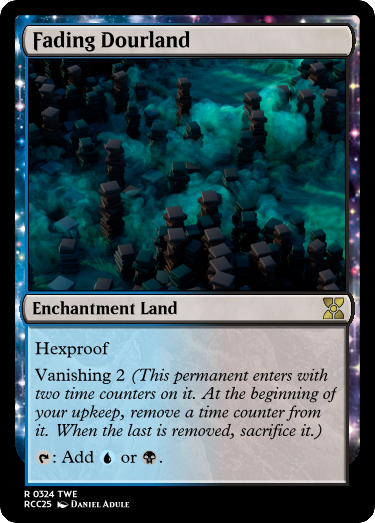 Fading Dourland
Enchantment Land
Hexproof
Vanishing 2 (This permanent enters with
two time counters on it. At the beginning of
your upkeep, remove a time counter from
it. When the last is removed, sacrifice it.)
: Add or .
R 0324 TWE
RCC25 Daniel Adule